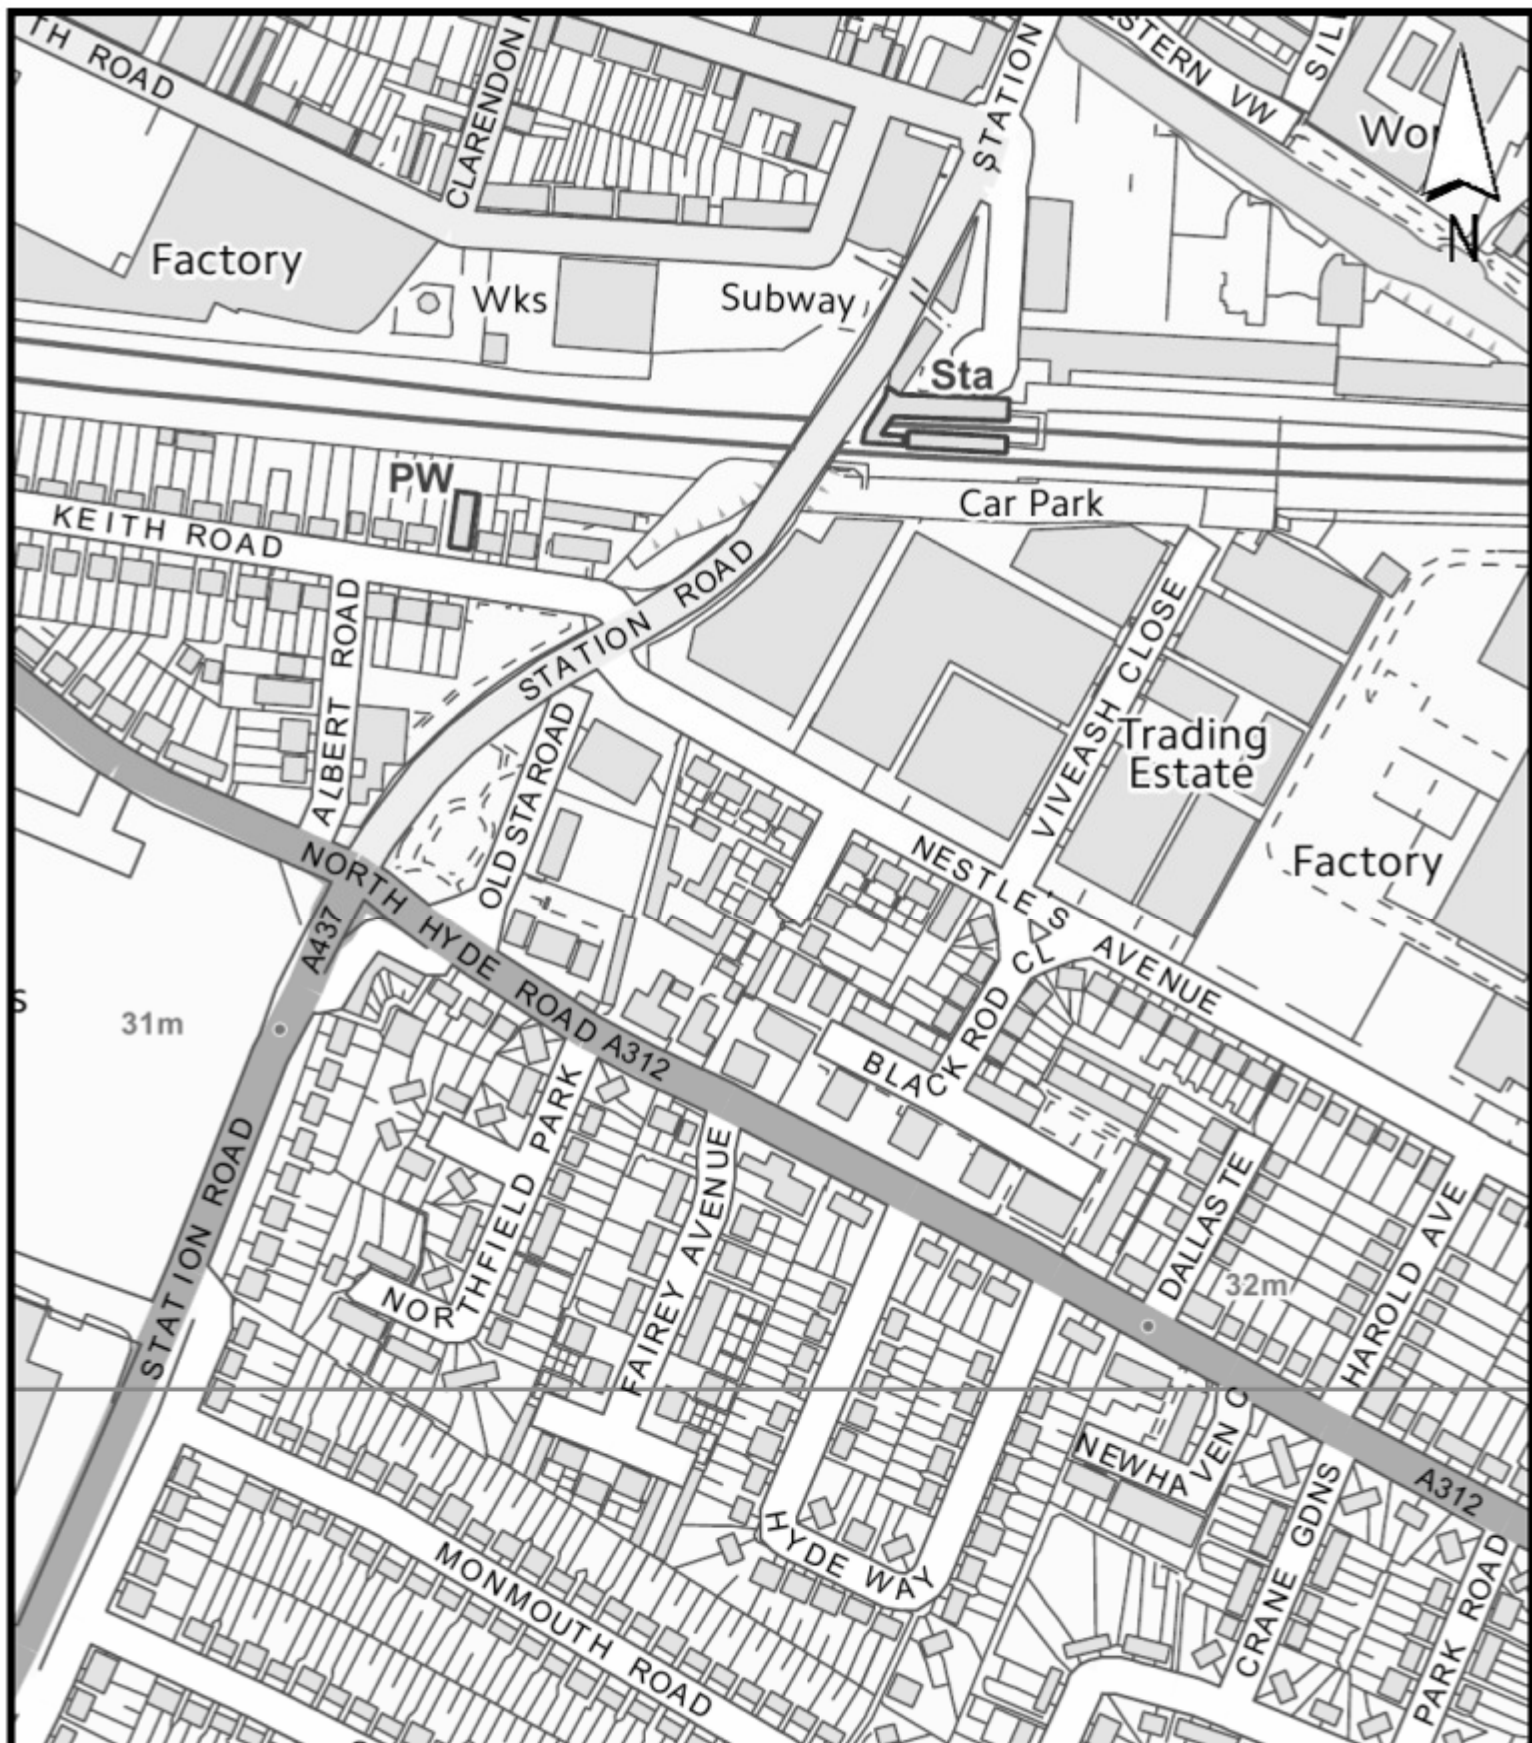 TH ROAD
CLARENDON
STATION
STERN VW
SIL
Wor
N
Factory
Wks
Subway
Sta
PW
Car Park
KEITH ROAD
STATION ROAD
ALBERT ROAD
OLD STA ROAD
VIVEASH CLOSE
Trading
Estate
NESTLE'S AVENUE
Factory
NORTH HYDE ROAD A312
A437
S
31m
BLACK ROD CL
NORTHFIELD PARK
FAIREY AVENUE
STATION ROAD
DALLAS TE
32m
HAROLD AVE
NEWHAVEN C
A312
HYDE WAY
CRANE GDNS
MONMOUTH ROAD
PARK ROAD